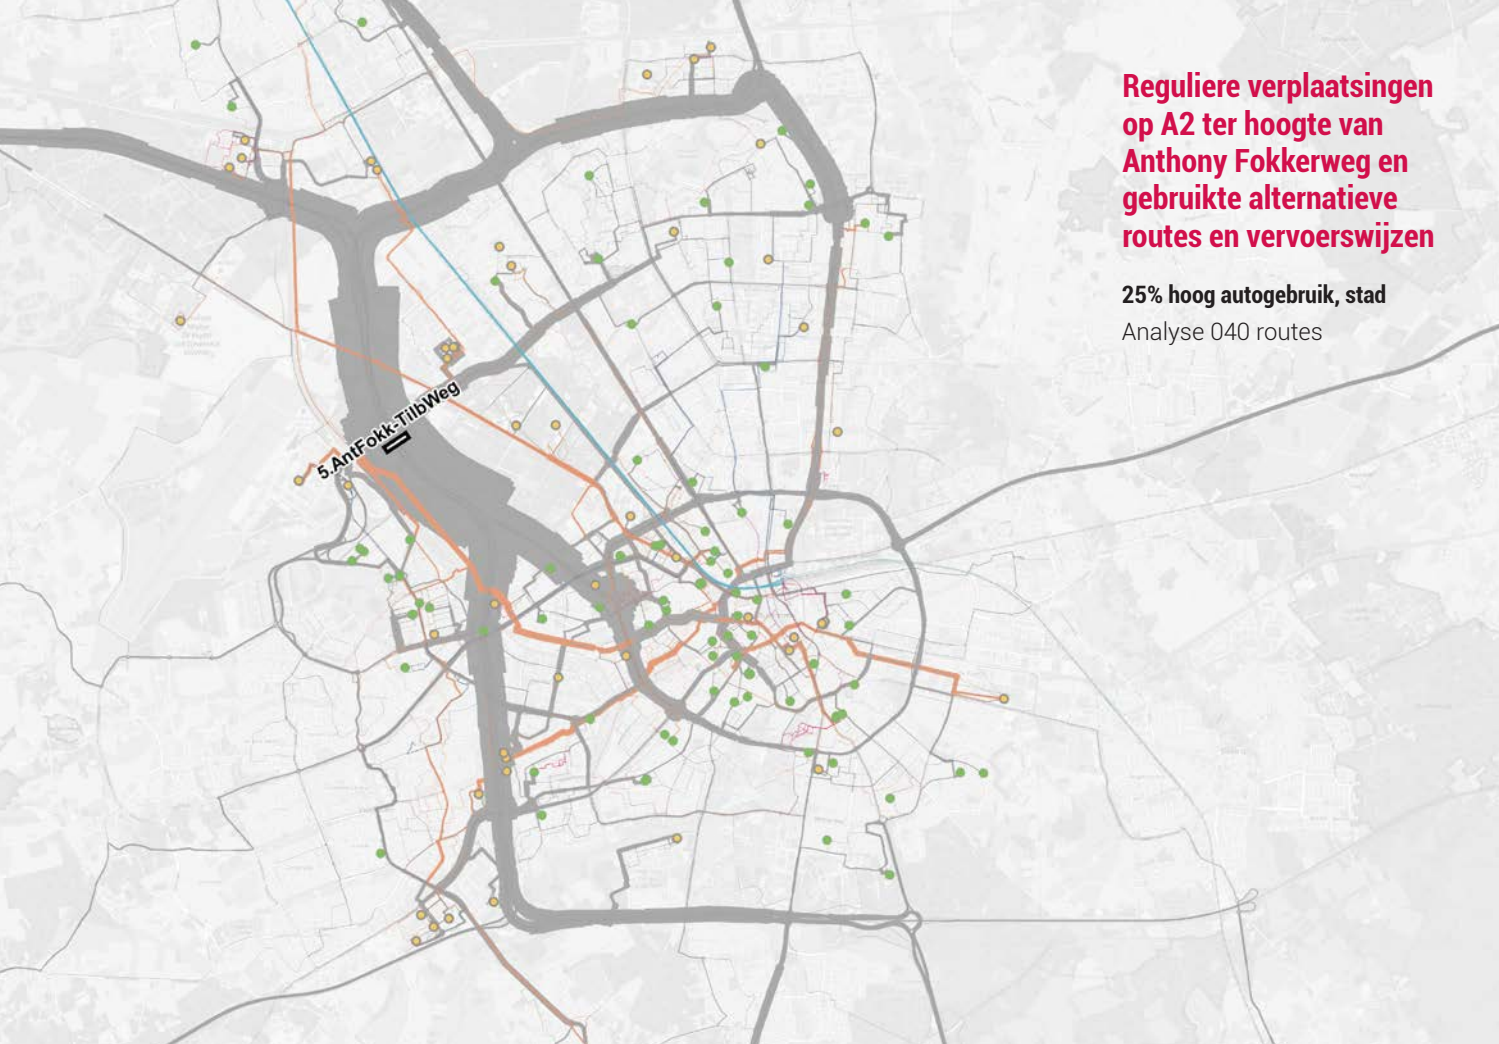 Reguliere verplaatsingen
op A2 ter hoogte van
Anthony Fokkerweg en
gebruikte alternatieve
routes en vervoerswijzen
25% hoog autogebruik, stad
Analyse 040 routes
5.AntFokk-TilbWeg